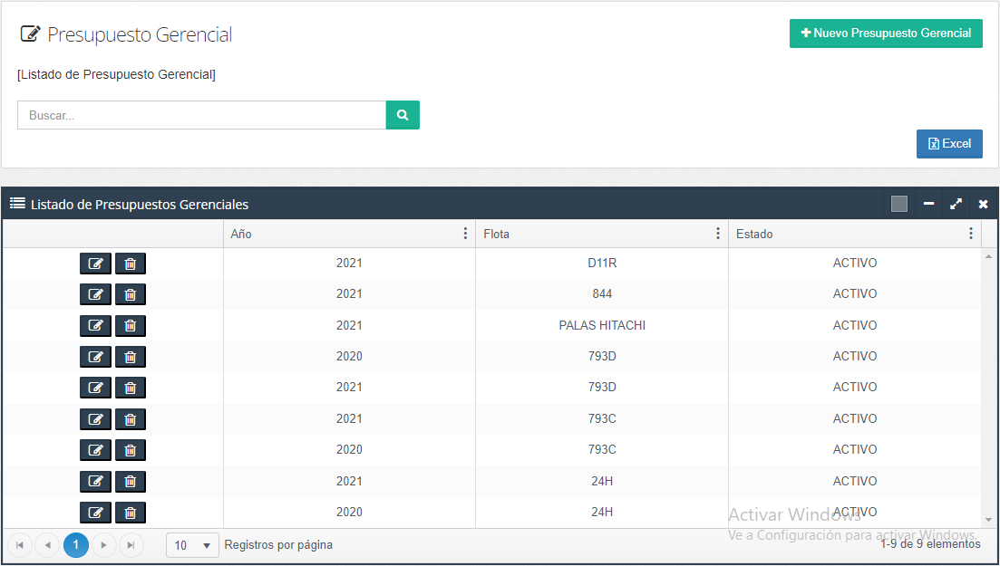 Presupuesto Gerencial
Nuevo Presupuesto Gerencial
[Listado de Presupuesto Gerencial]
Buscar...
Excel
Listado de Presupuestos Gerenciales
Año Flota Estado
2021 D11R ACTIVO
2021 844 ACTIVO
2021 PALAS HITACHI ACTIVO
2020 793D ACTIVO
2021 793D ACTIVO
2021 793C ACTIVO
2020 793C ACTIVO
2021 24H ACTIVO
2020 24H ACTIVO
Activar Windows
Ve a Configuración para activar Windows.
1 10 Registros por página 1-9 de 9 elementos